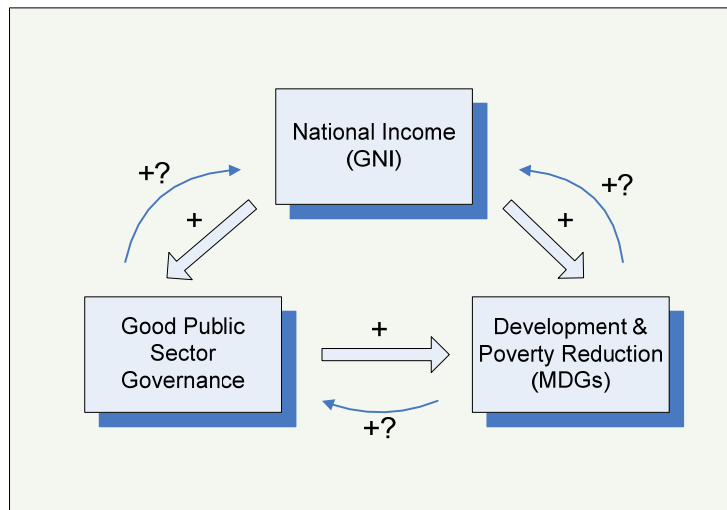 National Income
(GNI)
+?
+?
+
+
Good Public
Sector
Governance
+
Development &
Poverty Reduction
(MDGs)
+?